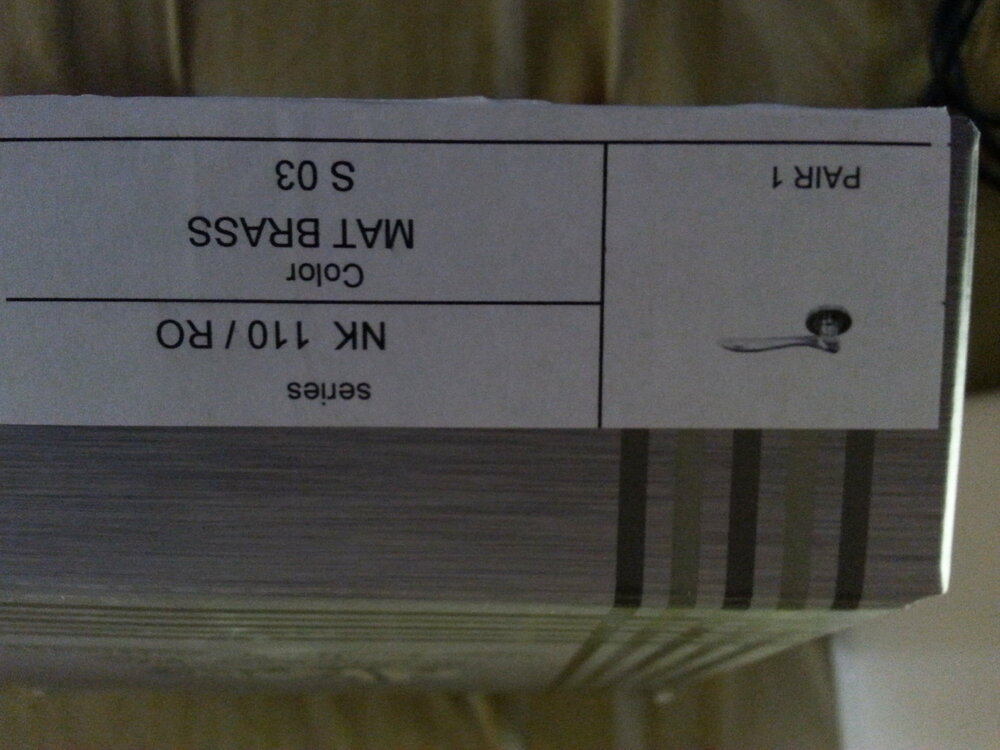 series
NK 110 / RO
Color
MAT BRASS
S 03
PAIR 1